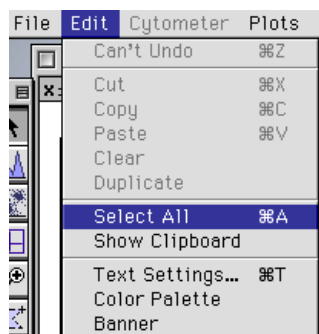 File Edit Cytometer Plots
Can't Undo ⌘Z
X:
Cut ⌘X
Copy ⌘C
Paste ⌘V
Clear
Duplicate
Select All ⌘A
Show Clipboard
Text Settings... ⌘T
Color Palette
Banner